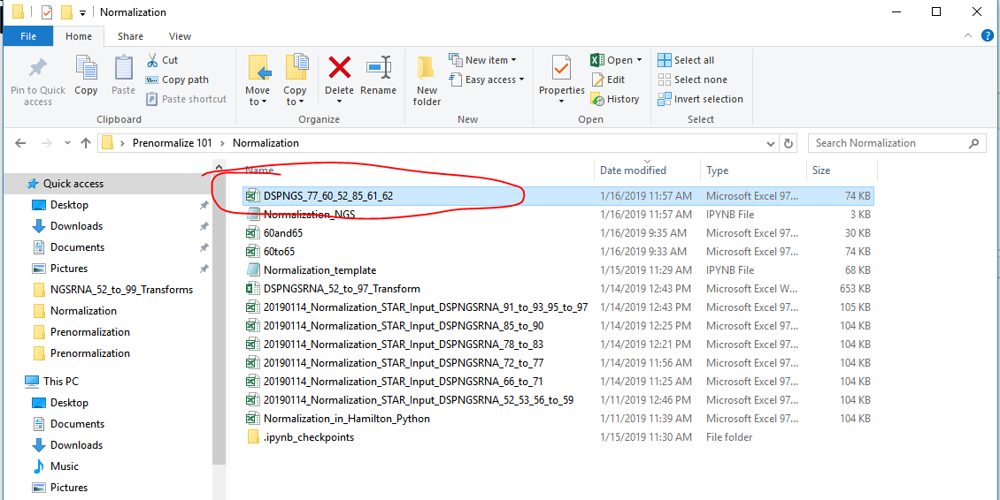 Normalization
File Home Share View
Pin to Quick access
Copy
Paste
Cut
Copy path
Paste shortcut
Clipboard
Move to
Copy to
Delete
Rename
Organize
New folder
New item
Easy access
New
Properties
Open
Edit
History
Open
Select all
Select none
Invert selection
Select
Prenormalize 101 Normalization
Search Normalization
Quick access
Desktop
Downloads
Documents
Pictures
NGSRNA_52_to_99_Transforms
Normalization
Prenormalization
Prenormalization
This PC
Desktop
Documents
Downloads
Music
Pictures
Name Date modified Type Size
DSPNGS_77_60_52_85_61_62 1/16/2019 11:57 AM Microsoft Excel 97... 74 KB
Normalization_NGS 1/16/2019 11:57 AM IPYNB File 3 KB
60and65 1/16/2019 9:35 AM Microsoft Excel 97... 30 KB
60to65 1/16/2019 9:33 AM Microsoft Excel 97... 74 KB
Normalization_template 1/15/2019 11:29 AM IPYNB File 68 KB
DSPNGSRNA_52_to_97_Transform 1/14/2019 12:43 PM Microsoft Excel W... 653 KB
20190114_Normalization_STAR_Input_DSPNGSRNA_91_to_93_95_to_97 1/14/2019 12:43 PM Microsoft Excel 97... 105 KB
20190114_Normalization_STAR_Input_DSPNGSRNA_85_to_90 1/14/2019 12:25 PM Microsoft Excel 97... 104 KB
20190114_Normalization_STAR_Input_DSPNGSRNA_78_to_83 1/14/2019 12:21 PM Microsoft Excel 97... 104 KB
20190114_Normalization_STAR_Input_DSPNGSRNA_72_to_77 1/14/2019 11:56 AM Microsoft Excel 97... 104 KB
20190114_Normalization_STAR_Input_DSPNGSRNA_66_to_71 1/14/2019 11:25 AM Microsoft Excel 97... 104 KB
20190114_Normalization_STAR_Input_DSPNGSRNA_52_53_56_to_59 1/11/2019 12:46 PM Microsoft Excel 97... 104 KB
Normalization_in_Hamilton_Python 1/11/2019 11:39 AM Microsoft Excel 97... 104 KB
.ipynb_checkpoints 1/15/2019 11:30 AM File folder